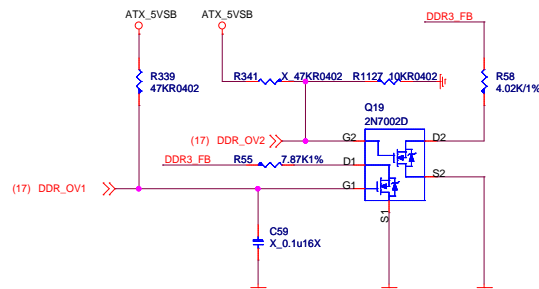 ATX_5VSB
ATX_5VSB
DDR3_FB
R339
47KR0402
R341
X_47KR0402
R1127
10KR0402
R58
4.02K/1%
Q19
2N7002D
(17) DDR_OV2
G2
D2
DDR3_FB
R55
7.87K1%
D1
S2
(17) DDR_OV1
G1
S1
C59
X_0.1u16X